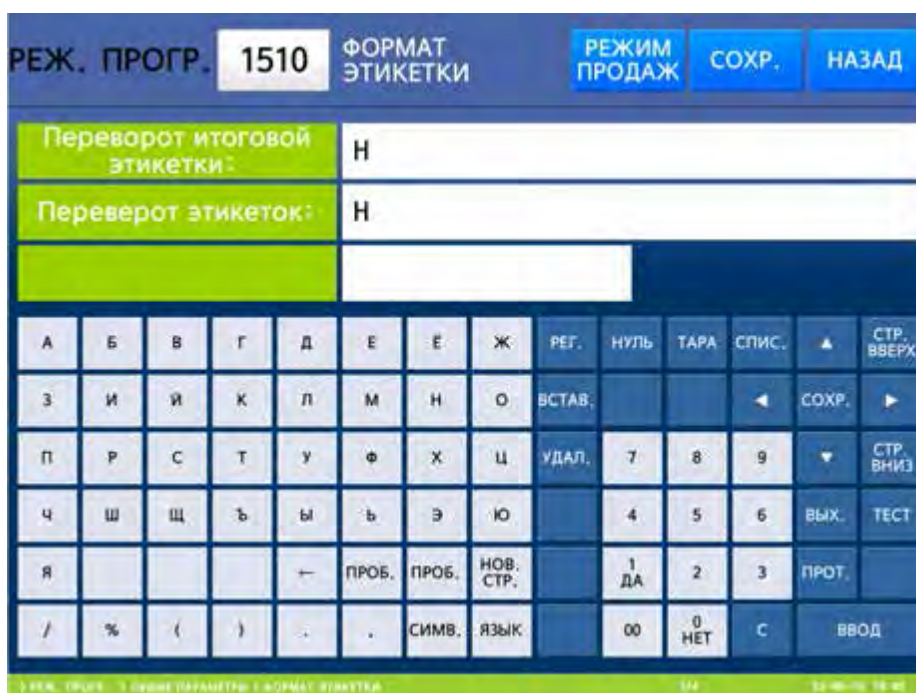 РЕЖ. ПРОГР. 1510 ФОРМАТ ЭТИКЕТКИ РЕЖИМ ПРОДАЖ СОХР. НАЗАД
Переворот итоговой этикетки: Н
Переверот этикеток: Н
А Б В Г Д Е Ё Ж РЕГ. НУЛЬ ТАРА СПИС. ▲ СТР. ВВЕРХ
З И Й К Л М Н О ВСТАВ. ◄ СОХР. ►
П Р С Т У Ф Х Ц УДАЛ. 7 8 9 ▼ СТР. ВНИЗ
Ч Ш Щ Ъ Ы Ь Э Ю 4 5 6 ВЫХ. ТЕСТ
Я ← ПРОБ. ПРОБ. НОВ. СТР. 1 ДА 2 3 ПРОТ.
/ % ( ) . , СИМВ. ЯЗЫК 00 0 НЕТ C ВВОД